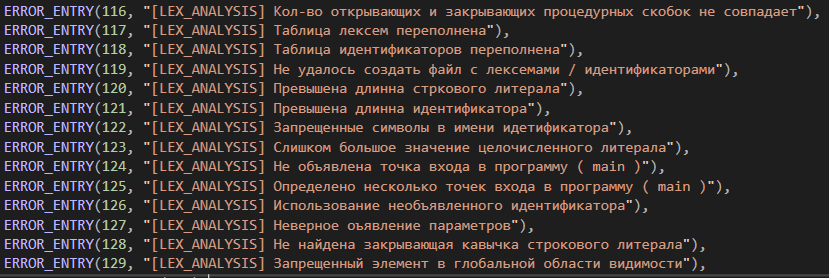 ERROR_ENTRY(116, "[LEX_ANALYSIS] Кол-во открывающих и закрывающих процедурных скобок не совпадает"),
ERROR_ENTRY(117, "[LEX_ANALYSIS] Таблица лексем переполнена"),
ERROR_ENTRY(118, "[LEX_ANALYSIS] Таблица идентификаторов переполнена"),
ERROR_ENTRY(119, "[LEX_ANALYSIS] Не удалось создать файл с лексемами / идентификаторами"),
ERROR_ENTRY(120, "[LEX_ANALYSIS] Превышена длинна стркового литерала"),
ERROR_ENTRY(121, "[LEX_ANALYSIS] Превышена длинна идентификатора"),
ERROR_ENTRY(122, "[LEX_ANALYSIS] Запрещенные символы в имени идетификатора"),
ERROR_ENTRY(123, "[LEX_ANALYSIS] Слишком большое значение целочисленного литерала"),
ERROR_ENTRY(124, "[LEX_ANALYSIS] Не объявлена точка входа в программу ( main )"),
ERROR_ENTRY(125, "[LEX_ANALYSIS] Определено несколько точек входа в программу ( main )"),
ERROR_ENTRY(126, "[LEX_ANALYSIS] Использование необъявленного идентификатора"),
ERROR_ENTRY(127, "[LEX_ANALYSIS] Неверное оъявление параметров"),
ERROR_ENTRY(128, "[LEX_ANALYSIS] Не найдена закрывающая кавычка строкового литерала"),
ERROR_ENTRY(129, "[LEX_ANALYSIS] Запрещенный элемент в глобальной области видимости"),